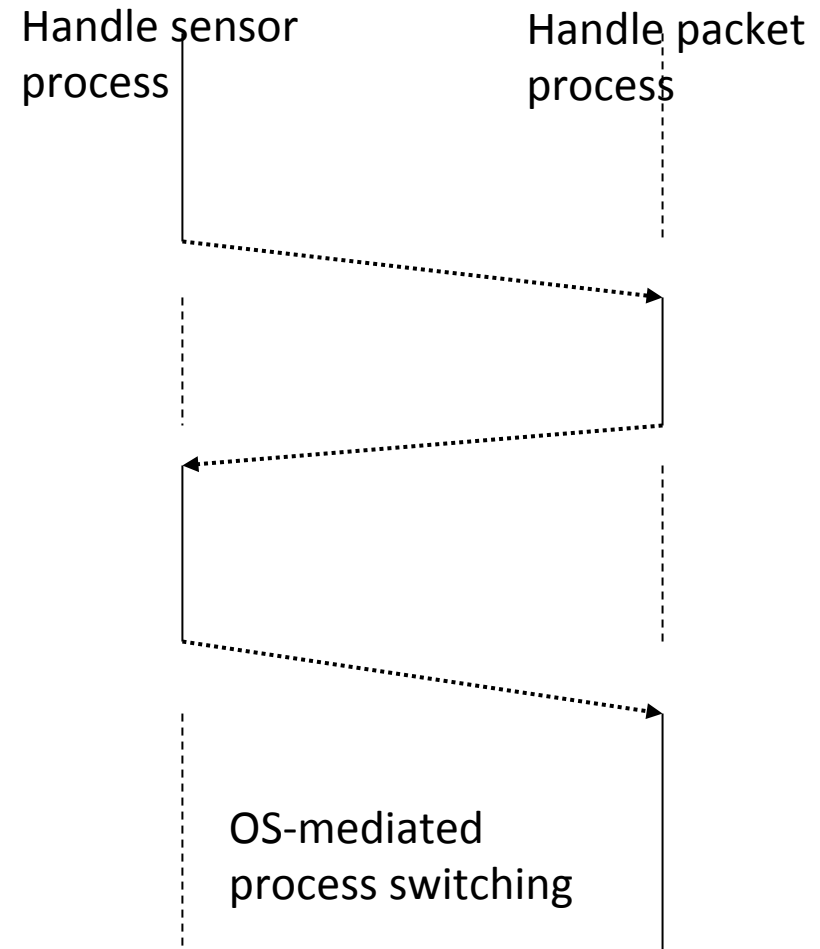 Handle sensor
process
Handle packet
process
OS-mediated
process switching